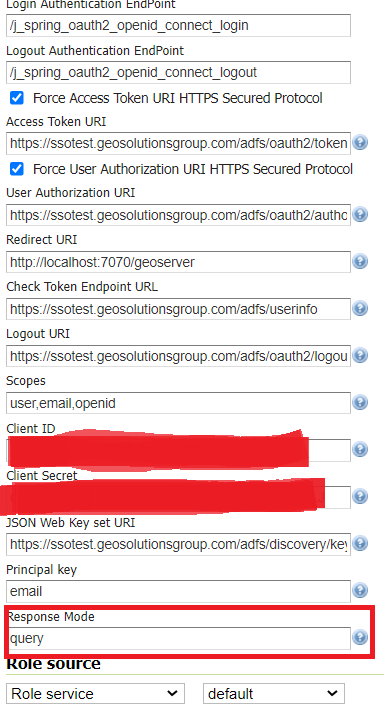 Login Authentication EndPoint
/j_spring_oauth2_openid_connect_login
Logout Authentication EndPoint
/j_spring_oauth2_openid_connect_logout
Force Access Token URI HTTPS Secured Protocol
Access Token URI
https://ssotest.geosolutionsgroup.com/adfs/oauth2/token
Force User Authorization URI HTTPS Secured Protocol
User Authorization URI
https://ssotest.geosolutionsgroup.com/adfs/oauth2/autho
Redirect URI
http://localhost:7070/geoserver
Check Token Endpoint URL
https://ssotest.geosolutionsgroup.com/adfs/userinfo
Logout URI
https://ssotest.geosolutionsgroup.com/adfs/oauth2/logou
Scopes
user,email,openid
Client ID
Client Secret
JSON Web Key set URI
https://ssotest.geosolutionsgroup.com/adfs/discovery/key
Principal key
email
Response Mode
query
Role source
Role service default